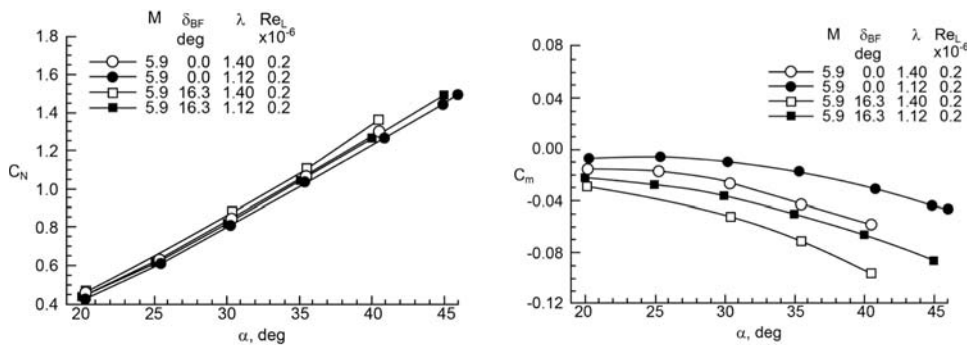 M δBF λ ReL
deg x10-6
5.9 0.0 1.40 0.2
5.9 0.0 1.12 0.2
5.9 16.3 1.40 0.2
5.9 16.3 1.12 0.2
1.8
1.6
1.4
1.2
CN
1.0
0.8
0.6
0.4
20 25 30 35 40 45
α, deg
M δBF λ ReL
deg x10-6
5.9 0.0 1.40 0.2
5.9 0.0 1.12 0.2
5.9 16.3 1.40 0.2
5.9 16.3 1.12 0.2
0.08
0.04
0.00
Cm
-0.04
-0.08
-0.12
20 25 30 35 40 45
α, deg